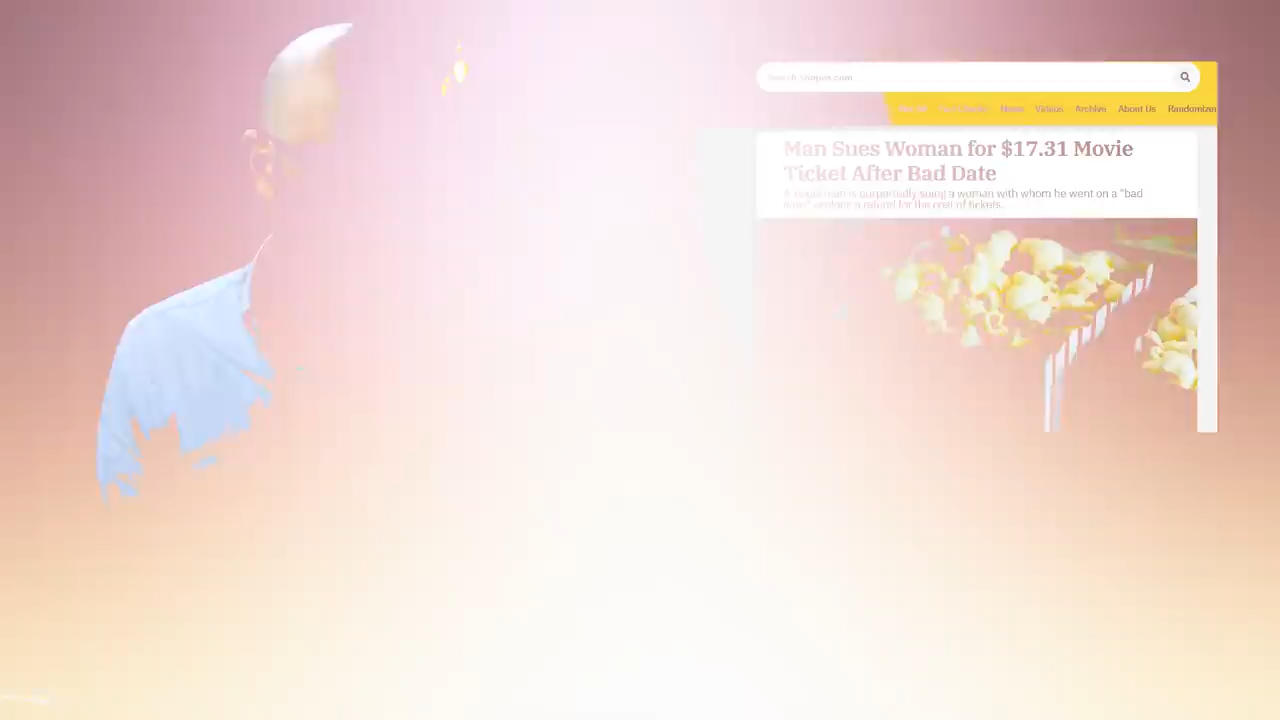 Search Snopes.com
News Videos Archive About Us Randomizer
Man Sues Woman for $17.31 Movie
Ticket After Bad Date
man is purportedly suing a woman with whom he went on a "bad
date" seeking a refund for the cost of tickets.